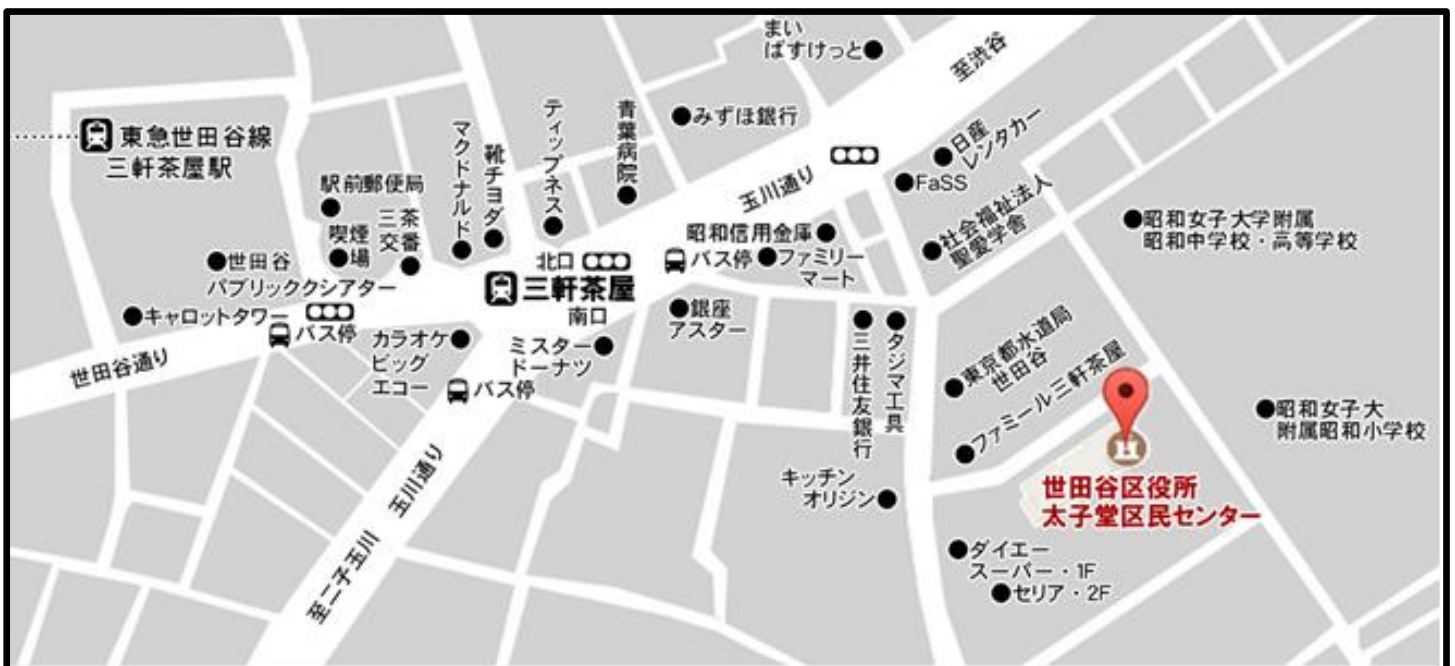 まい
ばすけっと
至渋谷
みずほ銀行
青葉病院
ティップネス
靴チヨダ
マクドナルド
東急世田谷線
三軒茶屋駅
駅前郵便局
喫煙
場
三茶
交番
世田谷
パブリッククシアター
キャロットタワー
バス停
世田谷通り
北口
三軒茶屋
南口
バス停
玉川通り
昭和信用金庫
ファミリー
マート
日産
レンタカー
FaSS
社会福祉法人
聖愛学舎
昭和女子大学附属
昭和中学校・高等学校
銀座
アスター
カラオケ
ビッグ
エコー
ミスター
ドーナツ
バス停
玉川通り
至二子玉川
三井住友銀行
タジマ工具
東京都水道局
世田谷
ファミール三軒茶屋
昭和女子大
附属昭和小学校
キッチン
オリジン
世田谷区役所
太子堂区民センター
ダイエー
スーパー・1F
セリア・2F